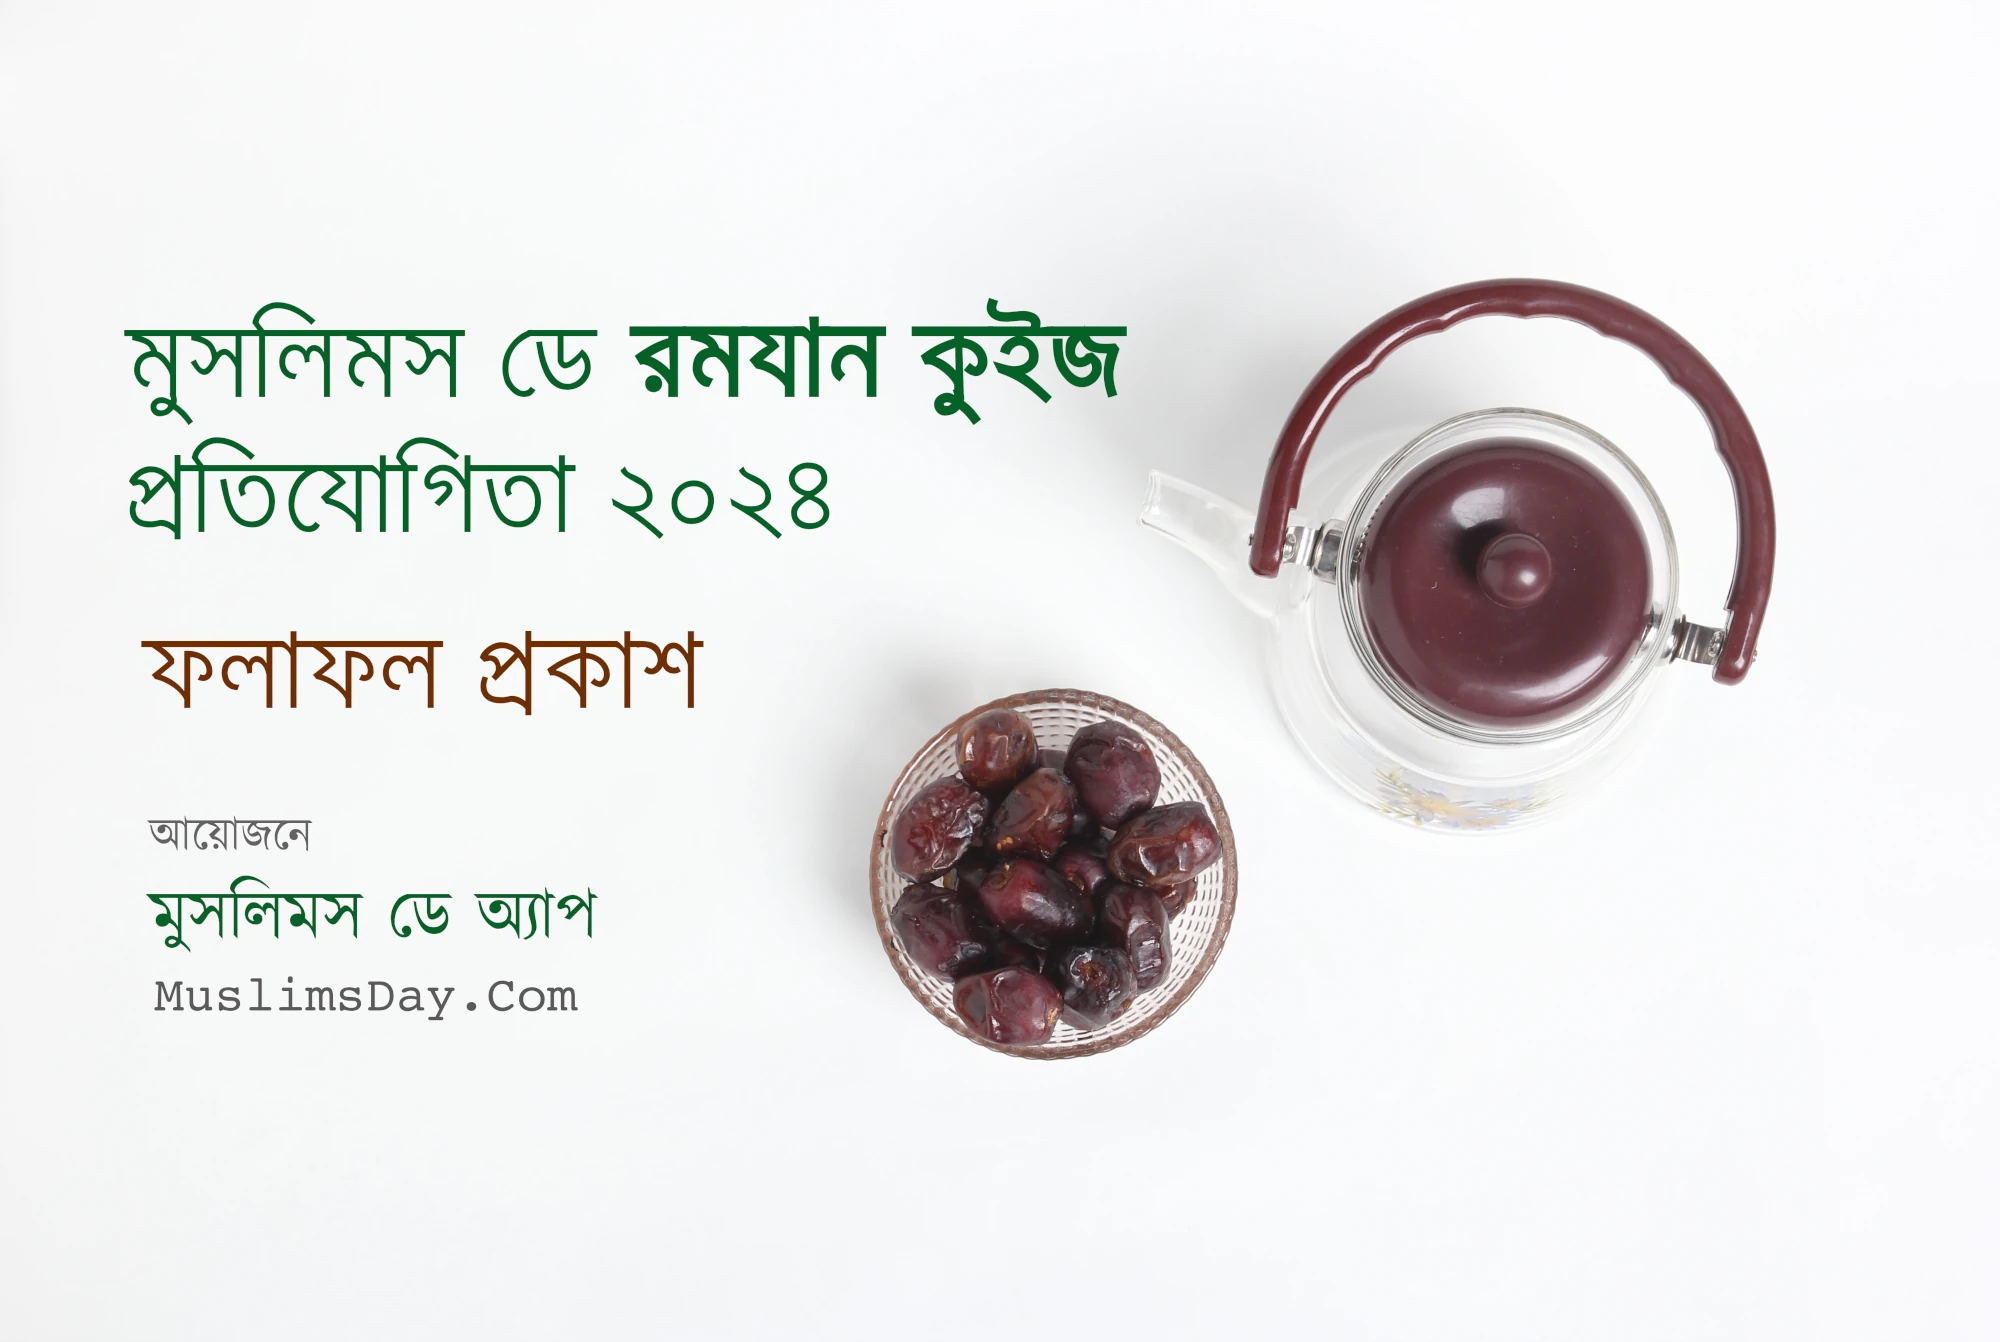 মুসলিমস ডে রমযান কুইজ
প্রতিযোগিতা ২০২৪
ফলাফল প্রকাশ
আয়োজনে
মুসলিমস ডে অ্যাপ
MuslimsDay.Com